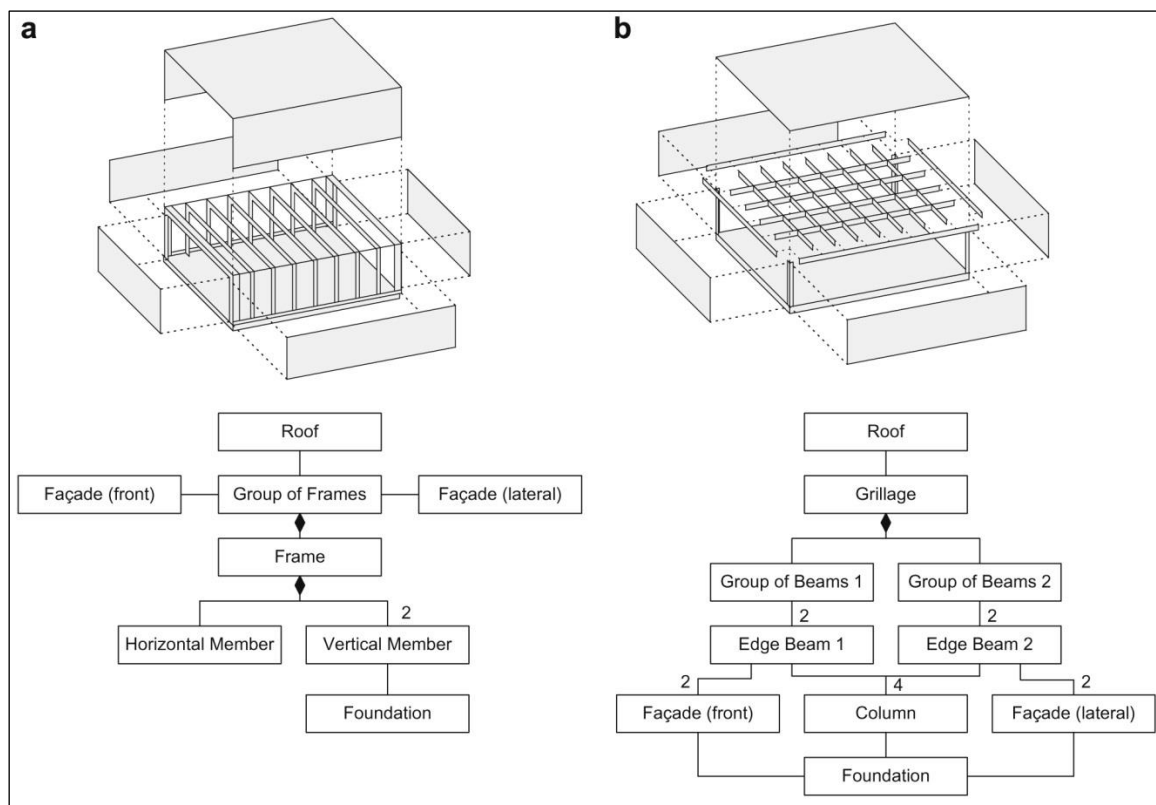 a
Roof
Façade (front)
Group of Frames
Façade (lateral)
Frame
2
Horizontal Member
Vertical Member
Foundation
b
Roof
Grillage
Group of Beams 1
Group of Beams 2
2
2
Edge Beam 1
Edge Beam 2
2
4
2
Façade (front)
Column
Façade (lateral)
Foundation